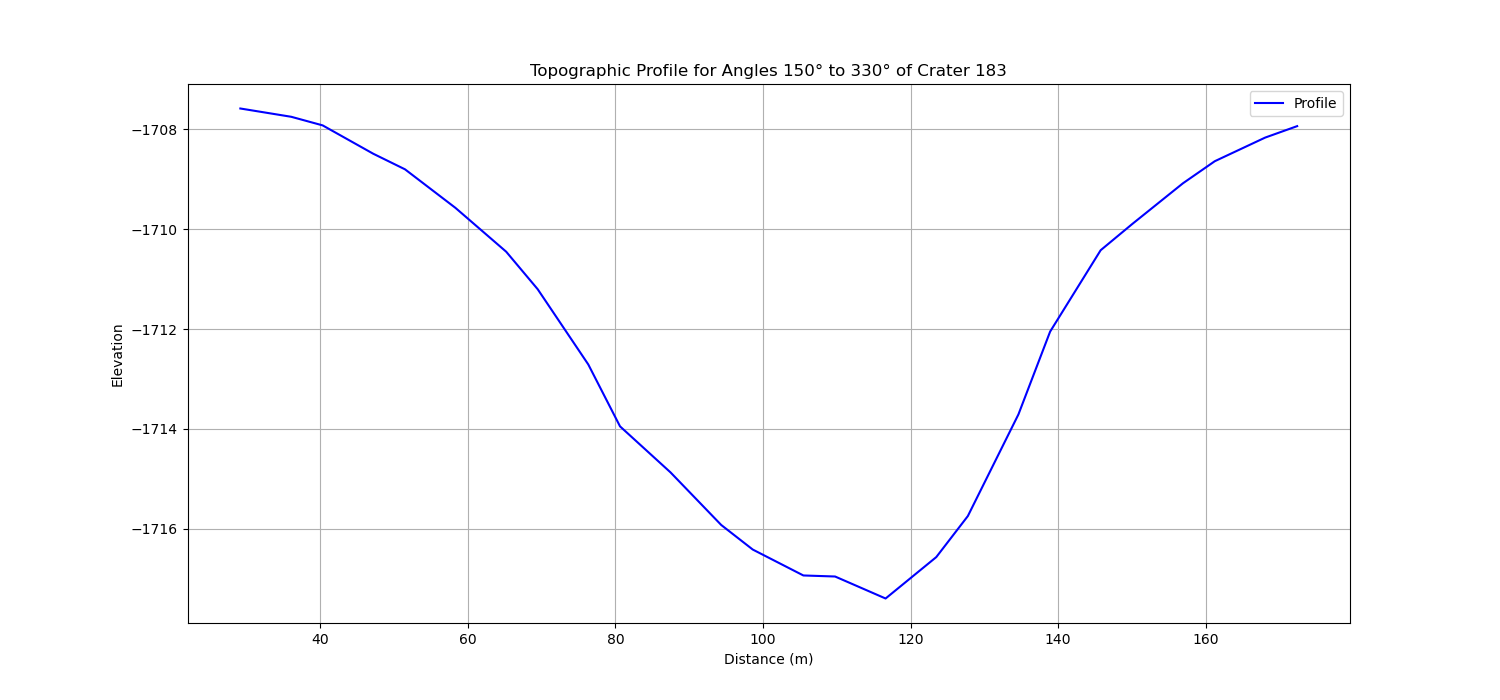 Topographic Profile for Angles 150° to 330° of Crater 183
Profile
−1708
−1710
−1712
−1714
−1716
Elevation
40 60 80 100 120 140 160
Distance (m)